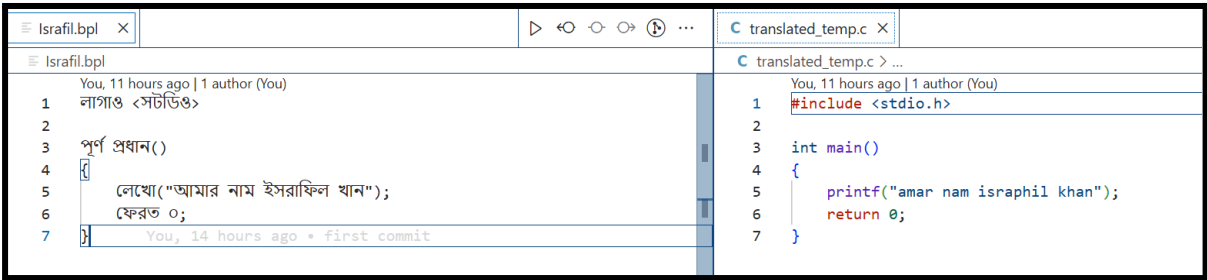 Israfil.bpl
Israfil.bpl
You, 11 hours ago | 1 author (You)
1 লাগাও <সটডিও>
2
3 পূর্ণ প্রধান()
4 {
5 লেখো("আমার নাম ইসরাফিল খান");
6 ফেরত ০;
7 } You, 14 hours ago • first commit
C translated_temp.c
C translated_temp.c > ...
You, 11 hours ago | 1 author (You)
1 #include <stdio.h>
2
3 int main()
4 {
5 printf("amar nam israphil khan");
6 return 0;
7 }